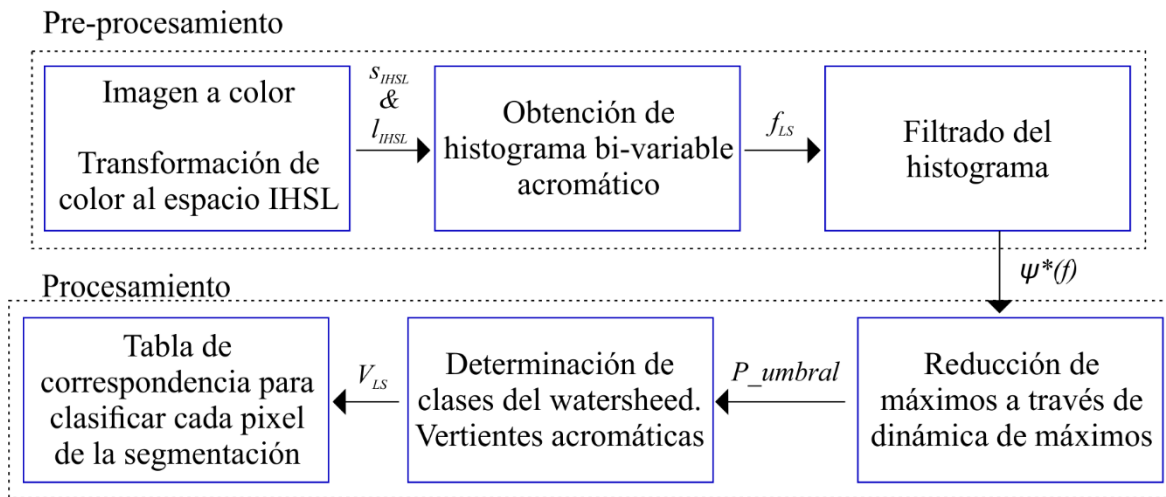 Pre-procesamiento
Imagen a color
Transformación de
color al espacio IHSL
s_IHSL
&
l_IHSL
Obtención de
histograma bi-variable
acromático
f_LS
Filtrado del
histograma
ψ*(f)
Procesamiento
Reducción de
máximos a través de
dinámica de máximos
P_umbral
Determinación de
clases del watersheed.
Vertientes acromáticas
V_LS
Tabla de
correspondencia para
clasificar cada pixel
de la segmentación